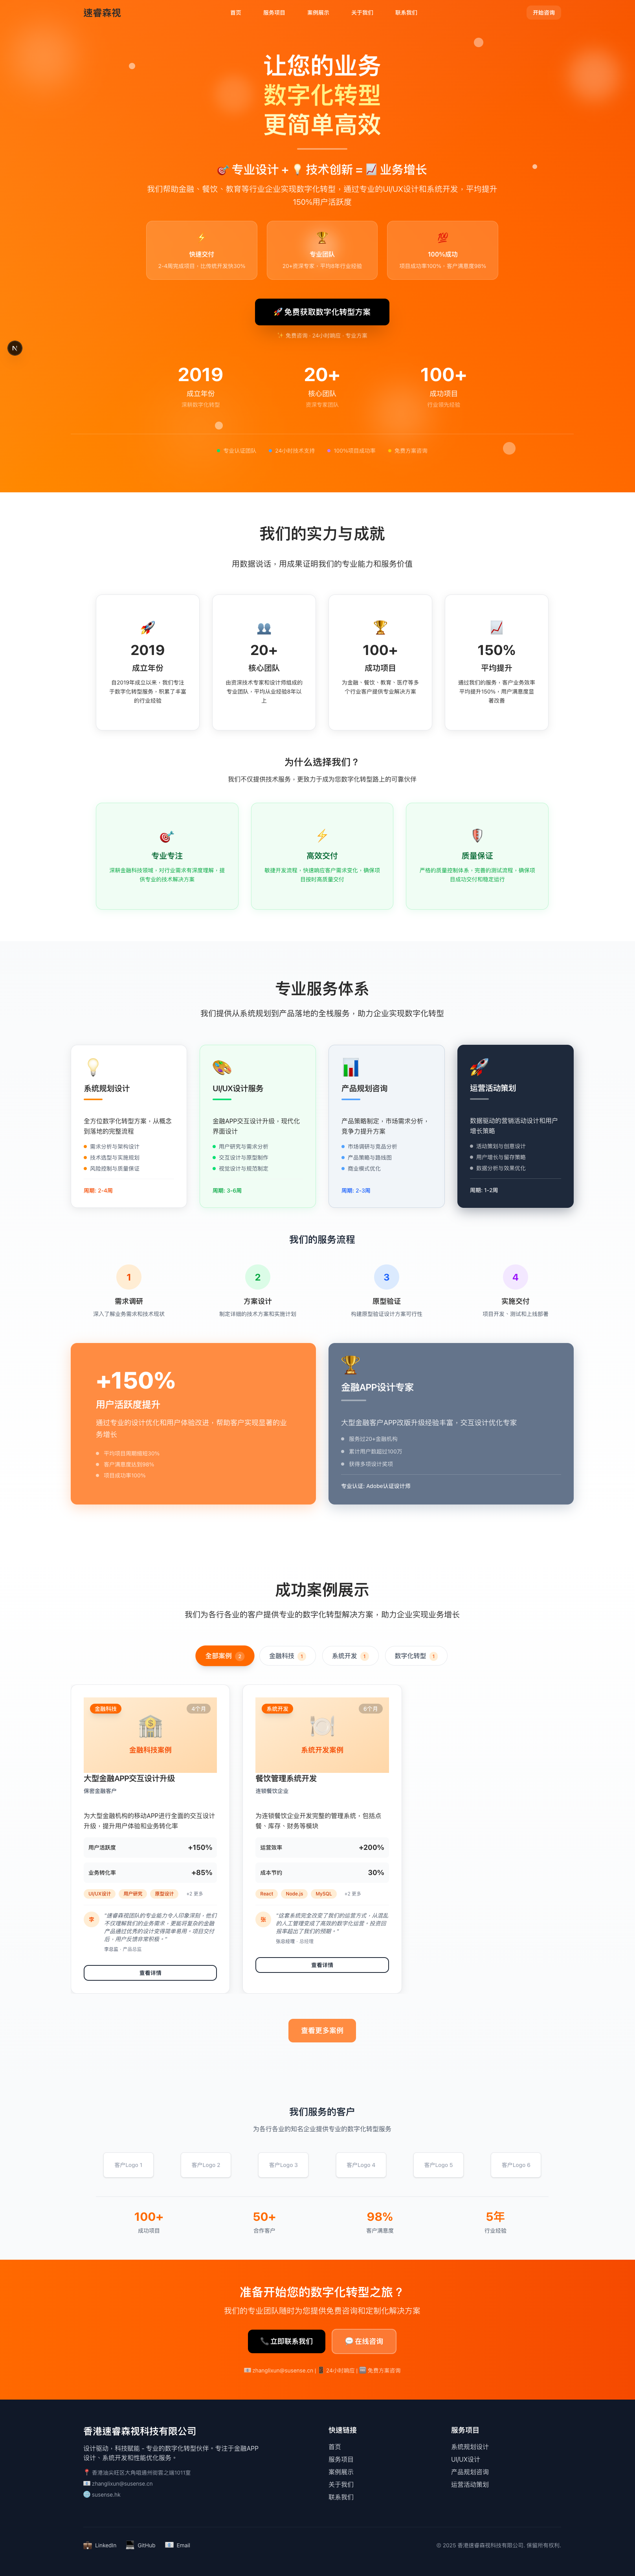 速睿森视
首页
服务项目
案例展示
关于我们
联系我们
开始咨询
让您的业务
数字化转型
更简单高效
🎯 专业设计 + 💡 技术创新 = 📈 业务增长
我们帮助金融、餐饮、教育等行业企业实现数字化转型，通过专业的UI/UX设计和系统开发，平均提升
150%用户活跃度
快速交付
2-4周完成项目，比传统开发快50%
专业团队
20+资深专家，平均8年行业经验
100%成功
项目成功率100%，客户满意度98%
🚀 免费获取数字化转型方案
✨ 免费咨询 · 24小时响应 · 专业方案
2019
成立年份
深耕数字化转型
20+
核心团队
资深专家团队
100+
成功项目
行业领先经验
专业认证团队
24小时技术支持
100%项目成功率
免费方案咨询
我们的实力与成就
用数据说话，用成果证明我们的专业能力和服务价值
2019
成立年份
自2019年成立以来，我们专注
于数字化转型服务，积累了丰富
的行业经验
20+
核心团队
由资深技术专家和设计师组成的
专业团队，平均从业经验8年以
上
100+
成功项目
为金融、餐饮、教育、医疗等多
个行业客户提供专业解决方案
150%
平均提升
通过我们的服务，客户业务效率
平均提升150%，用户满意度显
著改善
为什么选择我们？
我们不仅提供技术服务，更致力于成为您数字化转型路上的可靠伙伴
专业专注
深耕金融科技领域，对行业需求有深度理解，提
供专业的技术解决方案
高效交付
敏捷开发流程，快速响应客户需求变化，确保项
目按时高质量交付
质量保证
严格的质量控制体系，完善的测试流程，确保项
目成功交付和稳定运行
专业服务体系
我们提供从系统规划到产品落地的全栈服务，助力企业实现数字化转型
系统规划设计
全方位数字化转型方案，从概念
到落地的完整流程
需求分析与架构设计
技术选型与实施规划
风险控制与质量保证
周期: 2-4周
UI/UX设计服务
金融APP交互设计升级，现代化
界面设计
用户研究与需求分析
交互设计与原型制作
视觉设计与规范制定
周期: 3-6周
产品规划咨询
产品策略制定，市场需求分析，
竞争力提升方案
市场调研与竞品分析
产品策略与路线图
商业模式优化
周期: 2-3周
运营活动策划
数据驱动的营销活动设计和用户
增长策略
活动策划与创意设计
用户增长与留存策略
数据分析与效果优化
周期: 1-2周
我们的服务流程
1
需求调研
深入了解业务需求和技术现状
2
方案设计
制定详细的技术方案和实施计划
3
原型验证
构建原型验证设计方案可行性
4
实施交付
项目开发、测试和上线部署
+150%
用户活跃度提升
通过专业的设计优化和用户体验改进，帮助客户实现显著的业
务增长
平均项目周期缩短30%
客户满意度达到98%
项目成功率100%
金融APP设计专家
大型金融客户APP改版升级经验丰富，交互设计优化专家
服务过20+金融机构
累计用户数超过100万
获得多项设计奖项
专业认证: Adobe认证设计师
成功案例展示
我们为各行各业的客户提供专业的数字化转型解决方案，助力企业实现业务增长
全部案例 2
金融科技 1
系统开发 1
数字化转型 1
金融科技
4个月
金融科技案例
大型金融APP交互设计升级
保密金融客户
为大型金融机构的移动APP进行全面的交互设计
升级，提升用户体验和业务转化率
用户活跃度
+150%
业务转化率
+85%
UI/UX设计
用户研究
原型设计
+2 更多
李
"速睿森视团队的专业能力令人印象深刻，他们
不仅理解我们的业务需求，更能将复杂的金融
产品通过优秀的设计变得简单易用。项目交付
后，用户反馈非常积极。"
李总监 · 产品总监
查看详情
系统开发
6个月
系统开发案例
餐饮管理系统开发
连锁餐饮企业
为连锁餐饮企业开发完整的管理系统，包括点
餐、库存、财务等模块
运营效率
+200%
成本节约
30%
React
Node.js
MySQL
+2 更多
张
"这套系统完全改变了我们的运营方式，从混乱
的人工管理变成了高效的数字化运营。投资回
报率超出了我们的预期。"
张总经理 · 总经理
查看详情
查看更多案例
我们服务的客户
为各行各业的知名企业提供专业的数字化转型服务
客户Logo 1
客户Logo 2
客户Logo 3
客户Logo 4
客户Logo 5
客户Logo 6
100+
成功项目
50+
合作客户
98%
客户满意度
5年
行业经验
准备开始您的数字化转型之旅？
我们的专业团队随时为您提供免费咨询和定制化解决方案
📞 立即联系我们
💬 在线咨询
📧 zhanglixun@susense.cn | 📱 24小时响应 | 🆓 免费方案咨询
香港速睿森视科技有限公司
设计驱动，科技赋能 - 专业的数字化转型伙伴。专注于金融APP
设计、系统开发和性能优化服务。
📧 zhanglixun@susense.cn
🌐 susense.hk
快速链接
首页
服务项目
案例展示
关于我们
联系我们
服务项目
系统规划设计
UI/UX设计
产品规划咨询
运营活动策划
LinkedIn
GitHub
Email
© 2025 香港速睿森视科技有限公司. 保留所有权利.